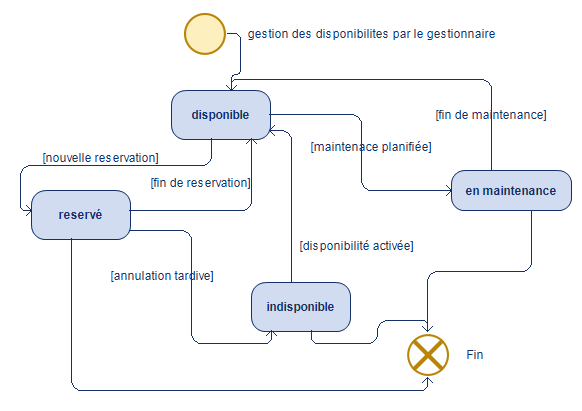 gestion des disponibilites par le gestionnaire
disponible
[fin de maintenance]
[maintenace planifiée]
[nouvelle reservation]
[fin de reservation]
en maintenance
reservé
[disponibilité activée]
[annulation tardive]
indisponible
Fin